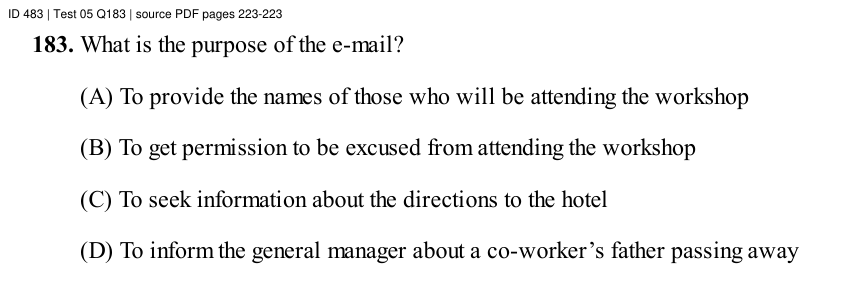 ID 483 | Test 05 Q183 | source PDF pages 223-223
183. What is the purpose of the e-mail?
(A) To provide the names of those who will be attending the workshop
(B) To get permission to be excused from attending the workshop
(C) To seek information about the directions to the hotel
(D) To inform the general manager about a co-worker’s father passing away